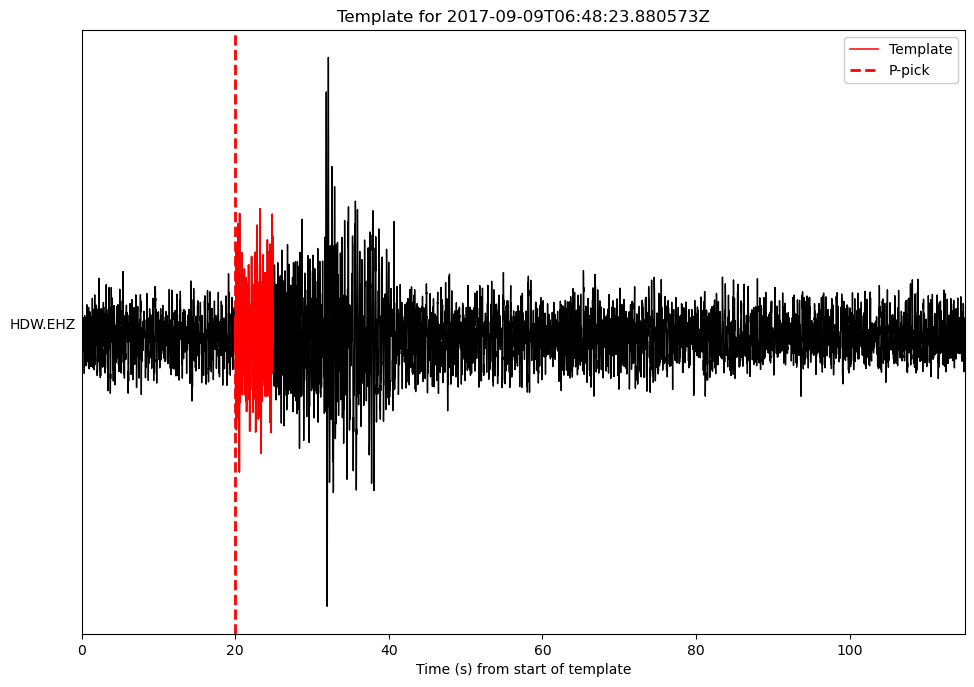 Template for 2017-09-09T06:48:23.880573Z
Template
P-pick
HDW.EHZ
0 20 40 60 80 100
Time (s) from start of template